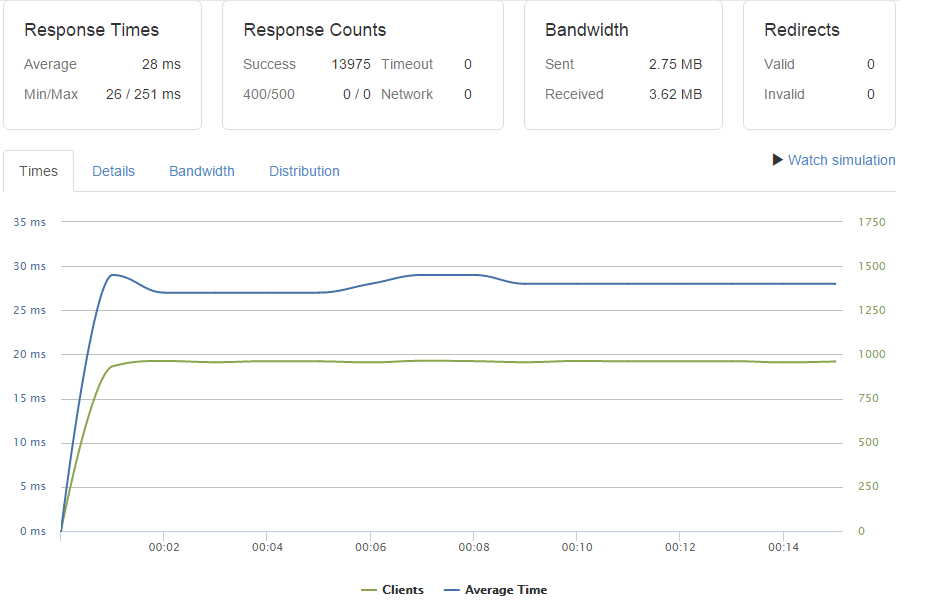 Response Times
Average 28 ms
Min/Max 26 / 251 ms
Response Counts
Success 13975 Timeout 0
400/500 0 / 0 Network 0
Bandwidth
Sent 2.75 MB
Received 3.62 MB
Redirects
Valid 0
Invalid 0
Times Details Bandwidth Distribution
Watch simulation
35 ms 1750
30 ms 1500
25 ms 1250
20 ms 1000
15 ms 750
10 ms 500
5 ms 250
0 ms 0
00:02 00:04 00:06 00:08 00:10 00:12 00:14
Clients Average Time